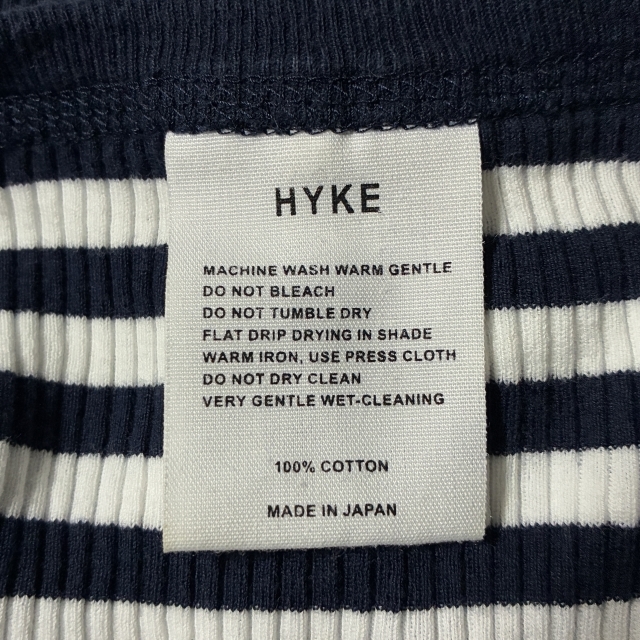 HYKE
MACHINE WASH WARM GENTLE
DO NOT BLEACH
DO NOT TUMBLE DRY
FLAT DRIP DRYING IN SHADE
WARM IRON, USE PRESS CLOTH
DO NOT DRY CLEAN
VERY GENTLE WET-CLEANING
100% COTTON
MADE IN JAPAN